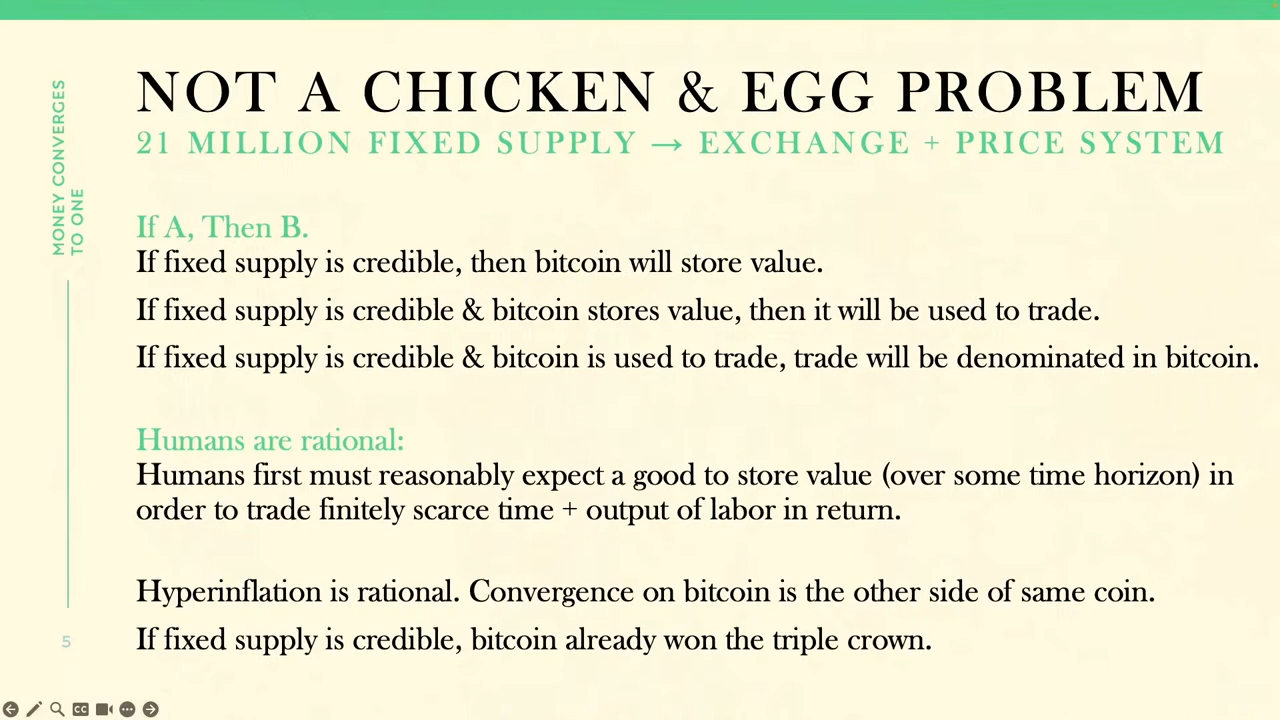 NOT A CHICKEN & EGG PROBLEM
21 MILLION FIXED SUPPLY → EXCHANGE + PRICE SYSTEM
MONEY CONVERGES
TO ONE
If A, Then B.
If fixed supply is credible, then bitcoin will store value.
If fixed supply is credible & bitcoin stores value, then it will be used to trade.
If fixed supply is credible & bitcoin is used to trade, trade will be denominated in bitcoin.
Humans are rational:
Humans first must reasonably expect a good to store value (over some time horizon) in
order to trade finitely scarce time + output of labor in return.
Hyperinflation is rational. Convergence on bitcoin is the other side of same coin.
If fixed supply is credible, bitcoin already won the triple crown.
5
CC